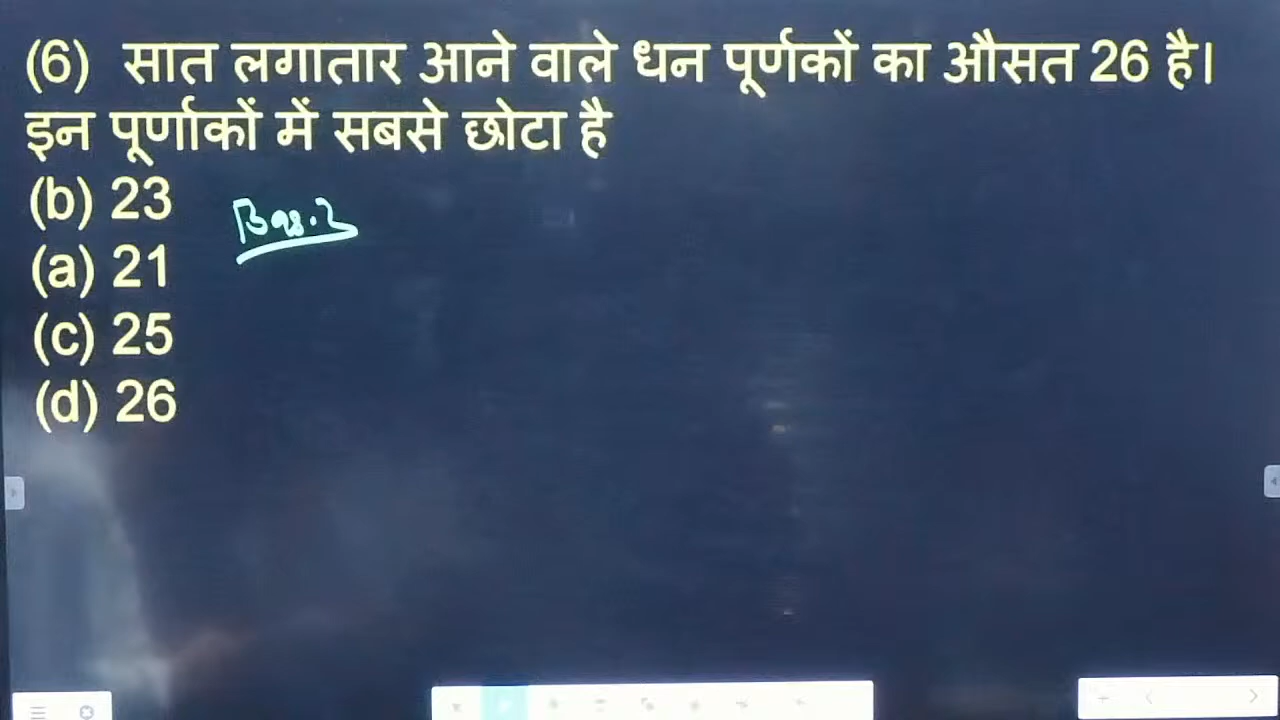 (6) सात लगातार आने वाले धन पूर्णकों का औसत 26 है।
इन पूर्णाकों में सबसे छोटा है
(b) 23
(a) 21
(c) 25
(d) 26